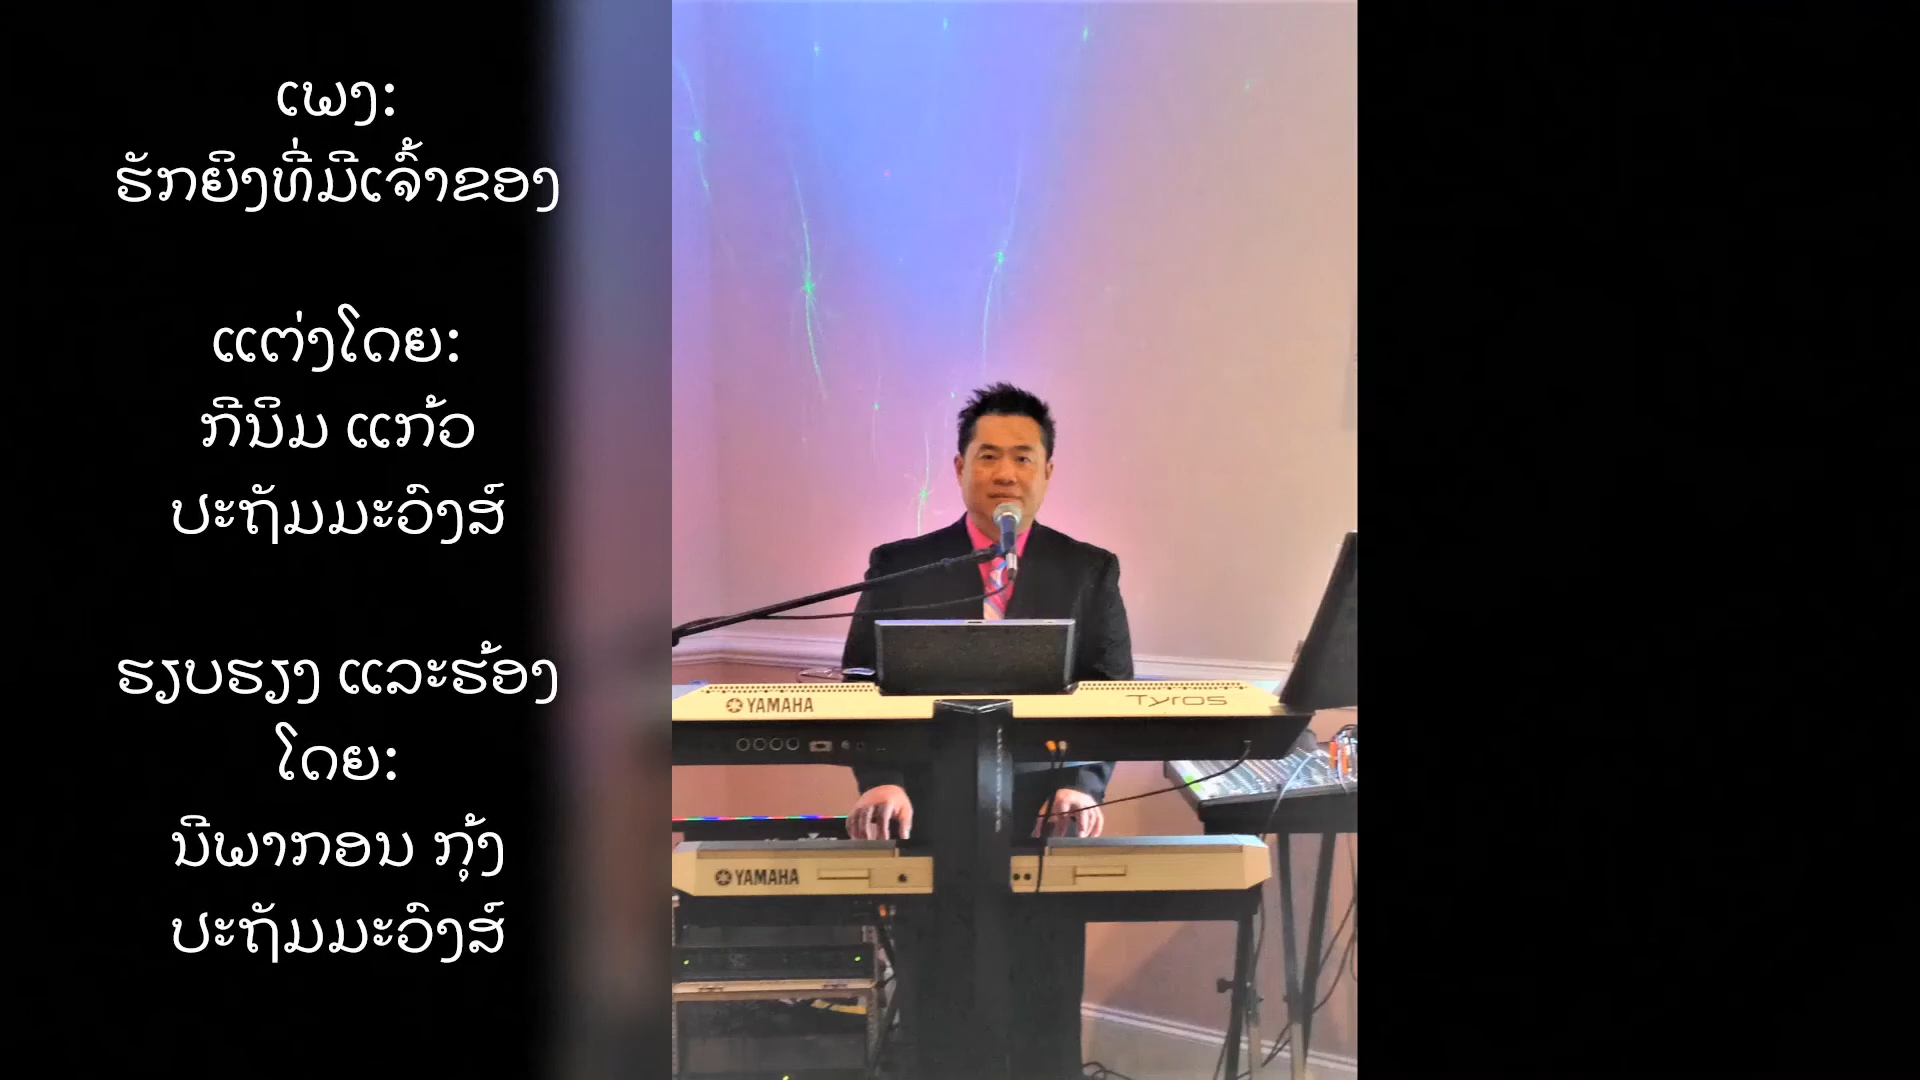 ເພງ:
ຮັກຍິງທີ່ມີເຈົ້າຂອງ
ແຕ່ງໂດຍ:
ກີນິມ ແກ້ວ
ປະຖັມມະວົງສ໌
ຮຽບຮຽງ ແລະຮ້ອງ
ໂດຍ:
ນີພາກອນ ກຸ້ງ
ປະຖັມມະວົງສ໌
YAMAHA
Tyros
YAMAHA